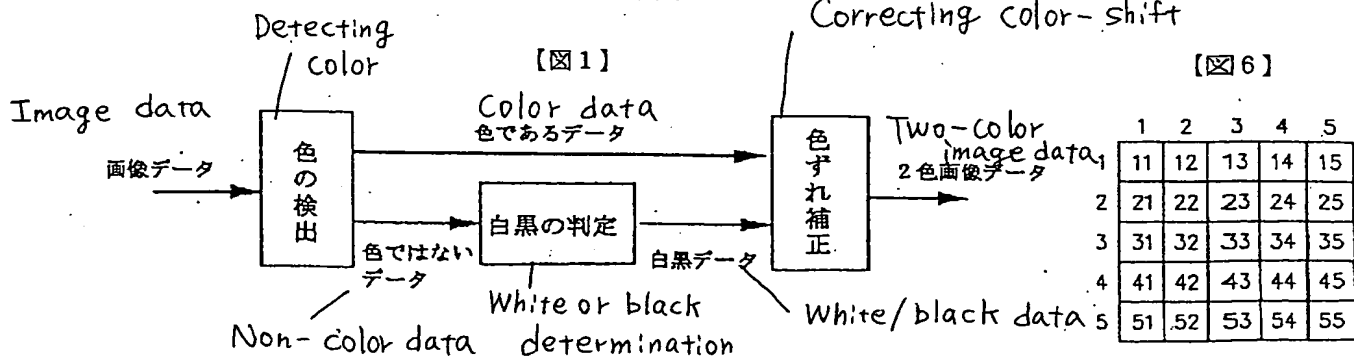 Detecting
color
Correcting color-shift
【図1】
【図6】
Image data
画像データ
色の検出
Color data
色であるデータ
色ではない
データ
Non-color data
白黒の判定
White or black
determination
白黒データ
White/black data
色ずれ補正
Two-color
image data
2色画像データ
1 2 3 4 5
1 11 12 13 14 15
2 21 22 23 24 25
3 31 32 33 34 35
4 41 42 43 44 45
5 51 52 53 54 55